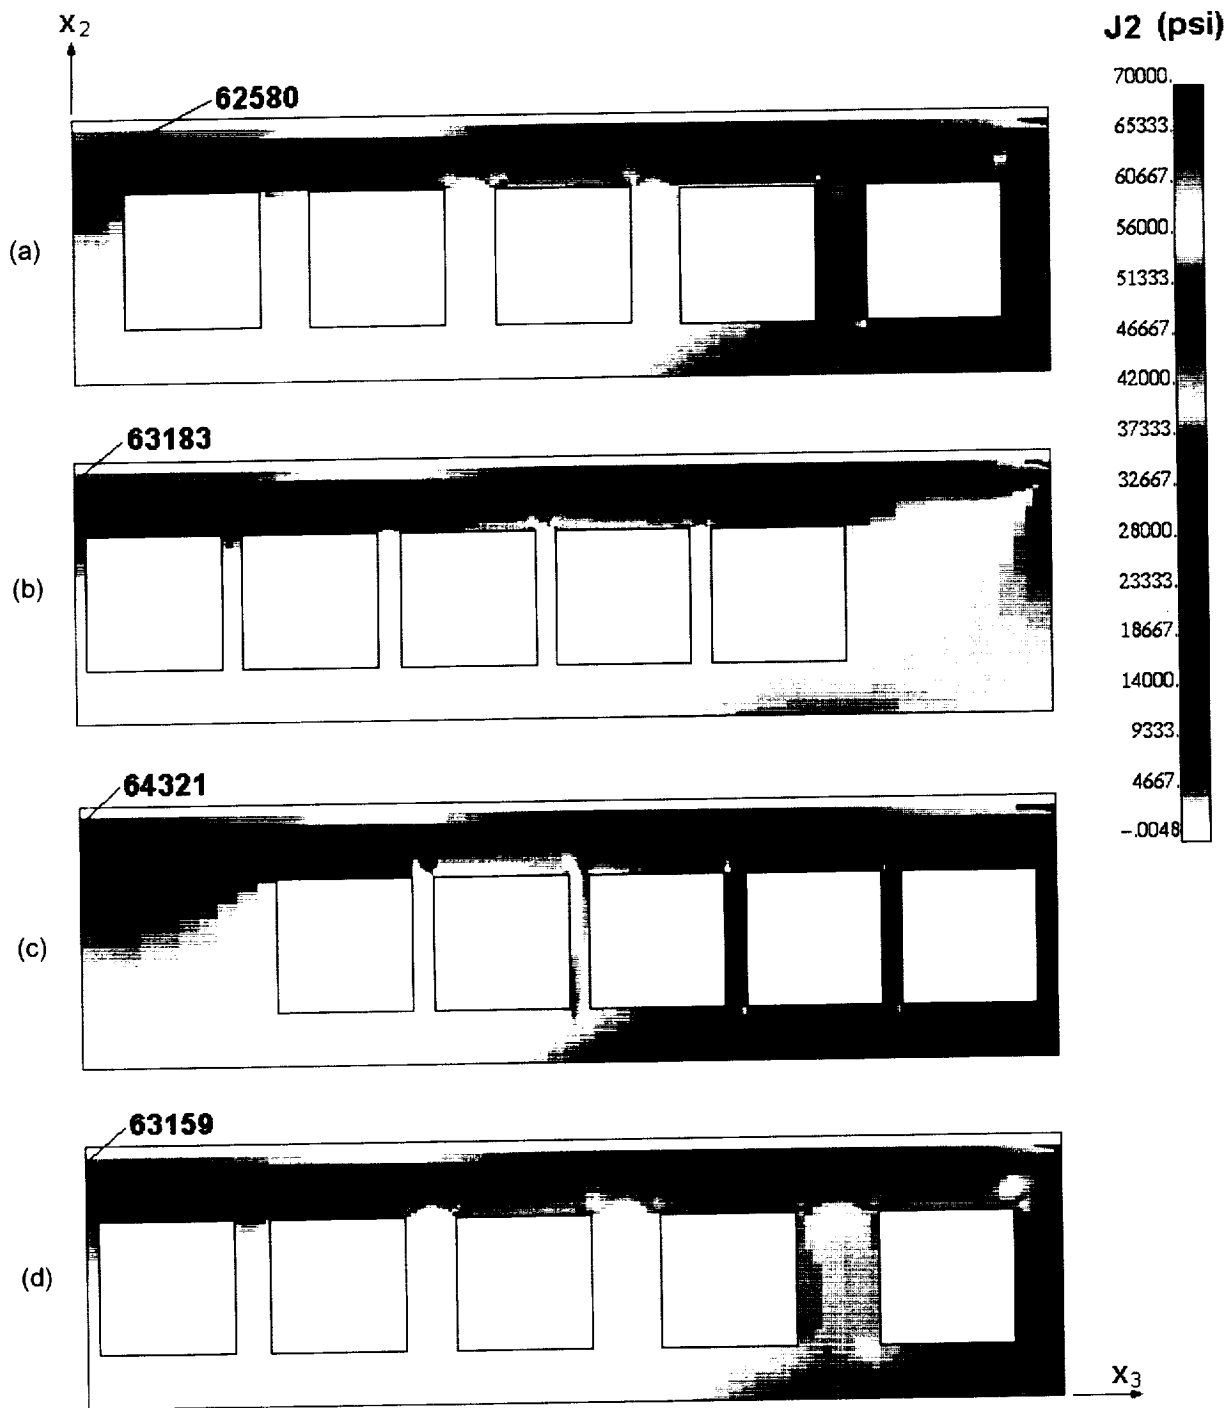 X2
J2 (psi)
70000.
65333.
60667.
56000.
51333.
46667.
42000.
37333.
32667.
28000.
23333.
18667.
14000.
9333.
4667.
-.0048
62580
(a)
63183
(b)
64321
(c)
63159
(d)
X3